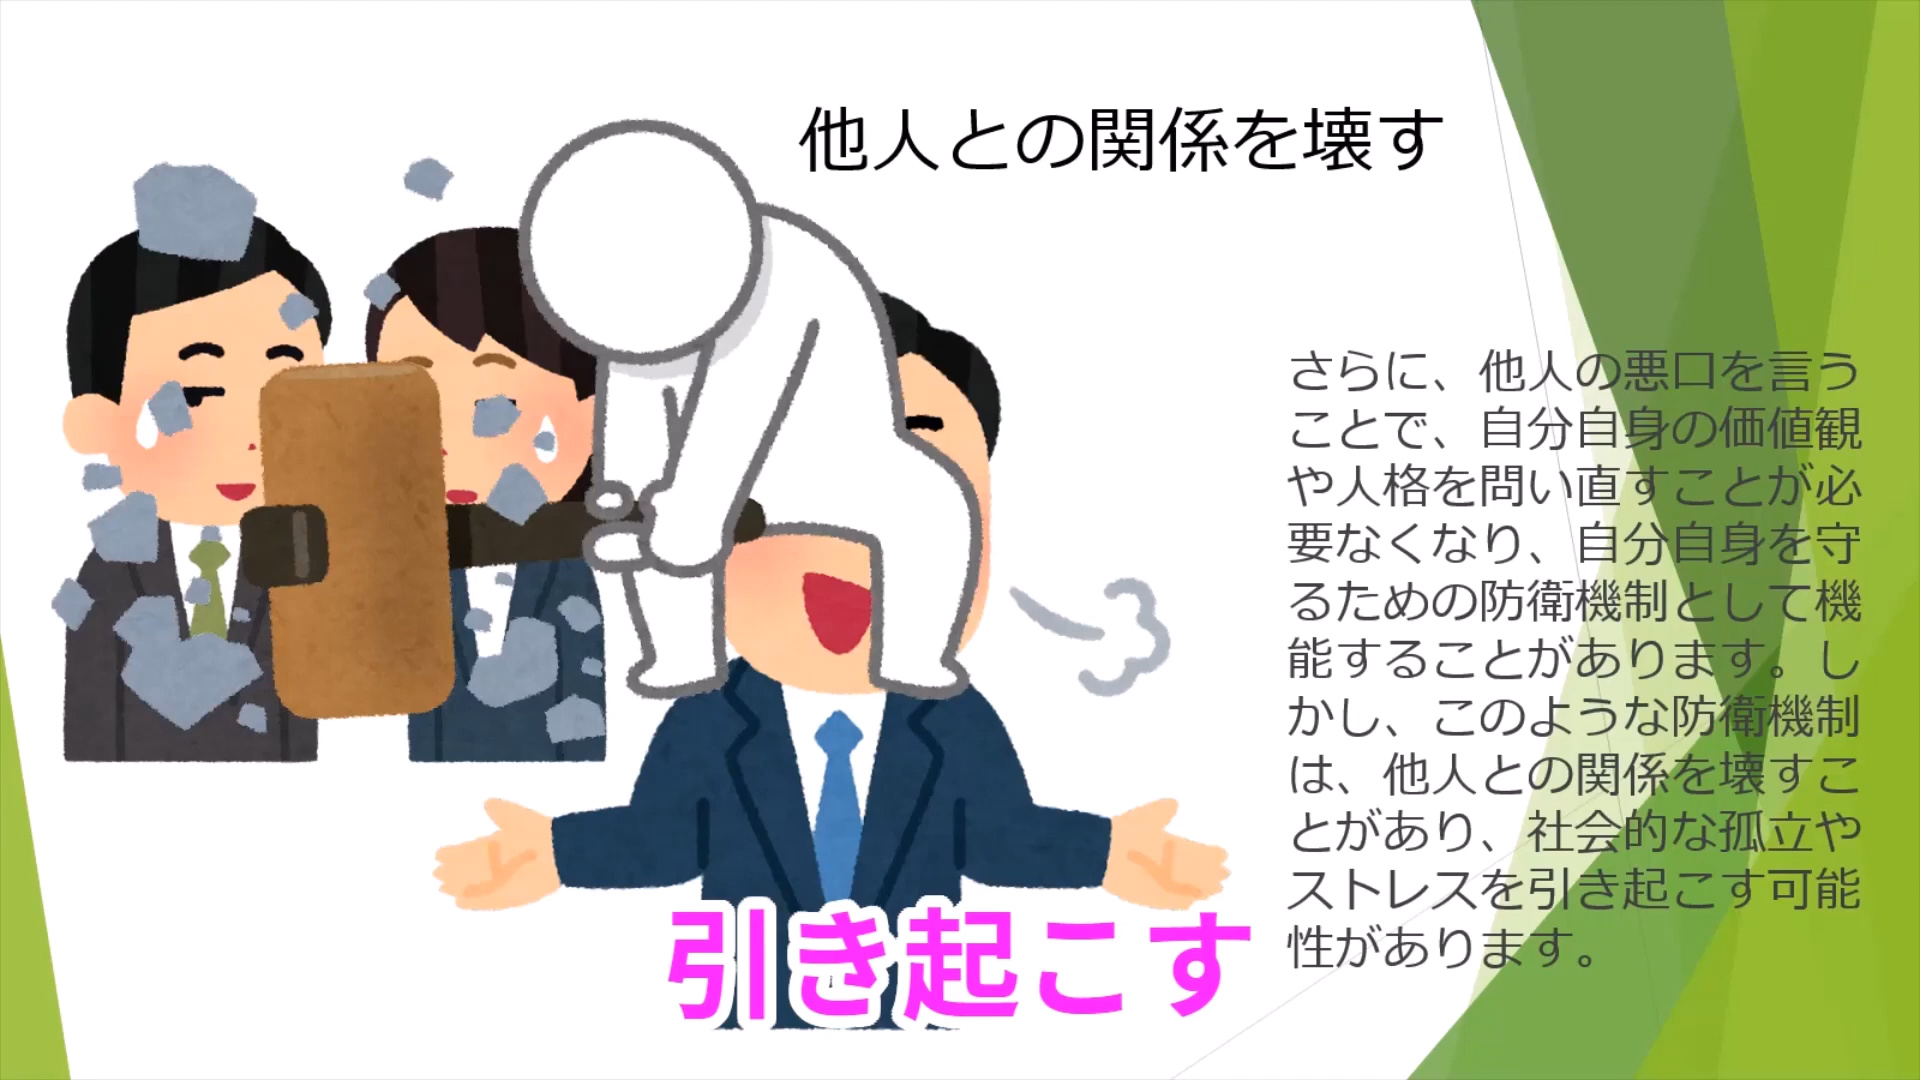 他人との関係を壊す
さらに、他人の悪口を言う
ことで、自分自身の価値観
や人格を問い直すことが必
要なくなり、自分自身を守
るための防衛機制として機
能することがあります。し
かし、このような防衛機制
は、他人との関係を壊すこ
とがあり、社会的な孤立や
ストレスを引き起こす可能
性があります。
引き起こす